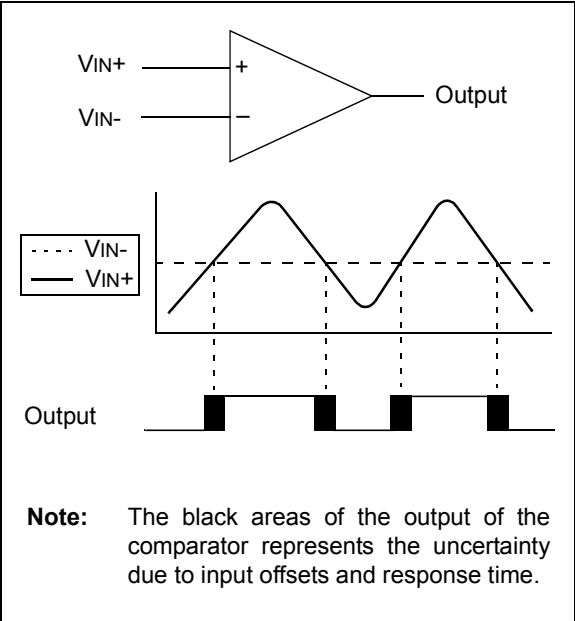 VIN+
+
Output
VIN-
–
VIN-
VIN+
Output
Note: The black areas of the output of the
comparator represents the uncertainty
due to input offsets and response time.